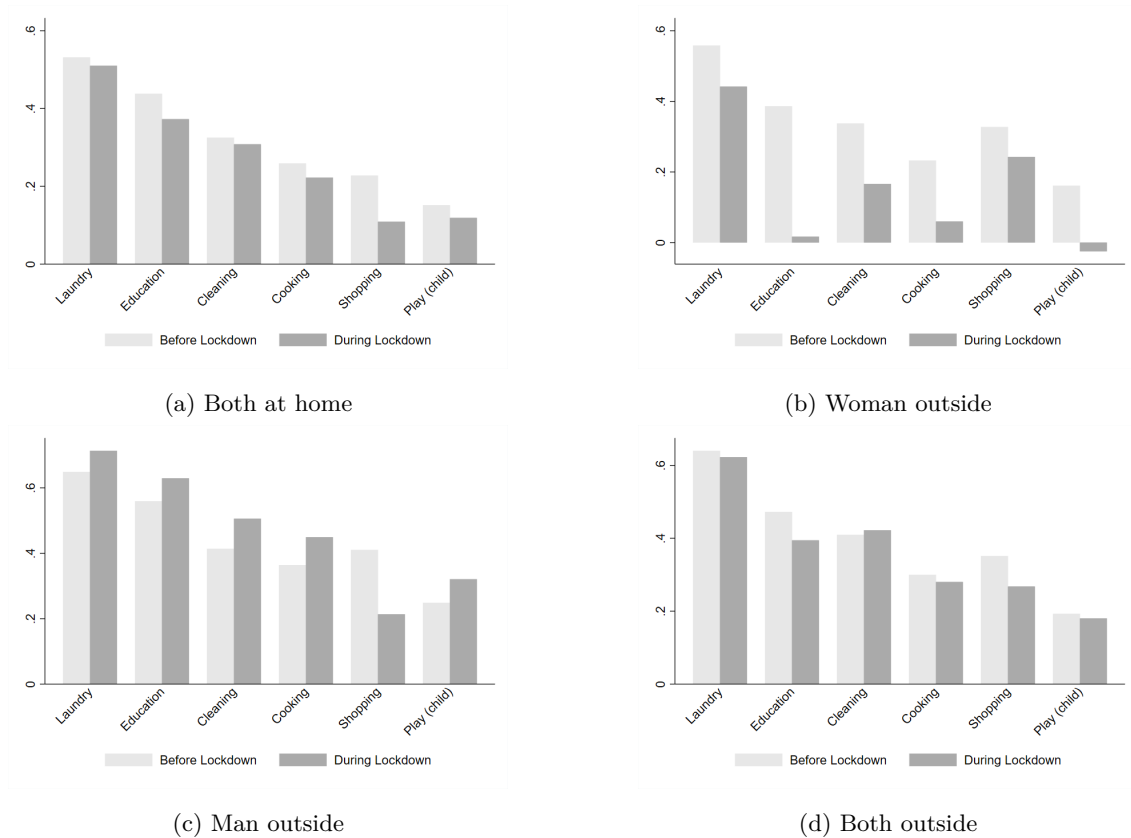 .6
.4
.2
0
Laundry
Education
Cleaning
Cooking
Shopping
Play (child)
Before Lockdown
During Lockdown
(a) Both at home
.6
.4
.2
0
Laundry
Education
Cleaning
Cooking
Shopping
Play (child)
Before Lockdown
During Lockdown
(b) Woman outside
.6
.4
.2
0
Laundry
Education
Cleaning
Cooking
Shopping
Play (child)
Before Lockdown
During Lockdown
(c) Man outside
.6
.4
.2
0
Laundry
Education
Cleaning
Cooking
Shopping
Play (child)
Before Lockdown
During Lockdown
(d) Both outside